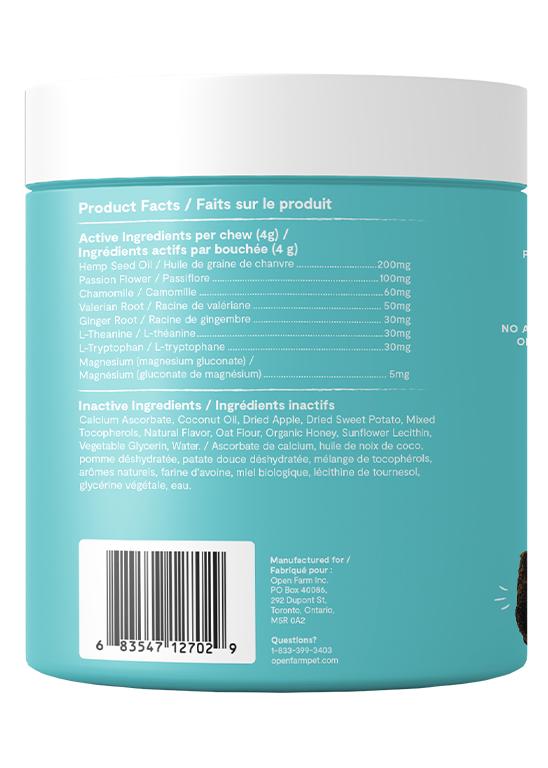 Product Facts / Faits sur le produit
Active Ingredients per chew (4g) /
Ingrédients actifs par bouchée (4 g)
Hemp Seed Oil / Huile de graine de chanvre 200mg
Passion Flower / Passiflore 100mg
Chamomile / Camomille 60mg
Valerian Root / Racine de valériane 50mg
Ginger Root / Racine de gingembre 30mg
L-Theanine / L-théanine 30mg
L-Tryptophan / L-tryptophane 30mg
Magnesium (magnesium gluconate) /
Magnésium (gluconate de magnésium) 5mg
Inactive Ingredients / Ingrédients inactifs
Calcium Ascorbate, Coconut Oil, Dried Apple, Dried Sweet Potato, Mixed
Tocopherols, Natural Flavor, Oat Flour, Organic Honey, Sunflower Lecithin,
Vegetable Glycerin, Water. / Ascorbate de calcium, huile de noix de coco,
pomme déshydratée, patate douce déshydratée, mélange de tocophérols,
arômes naturels, farine d'avoine, miel biologique, lécithine de tournesol,
glycérine végétale, eau.
Manufactured for /
Fabriqué pour :
Open Farm Inc.
PO Box 40086,
292 Dupont St,
Toronto, Ontario,
M5R 0A2
Questions?
1-833-399-3403
openfarmpet.com
6 83547 12702 9
NO A